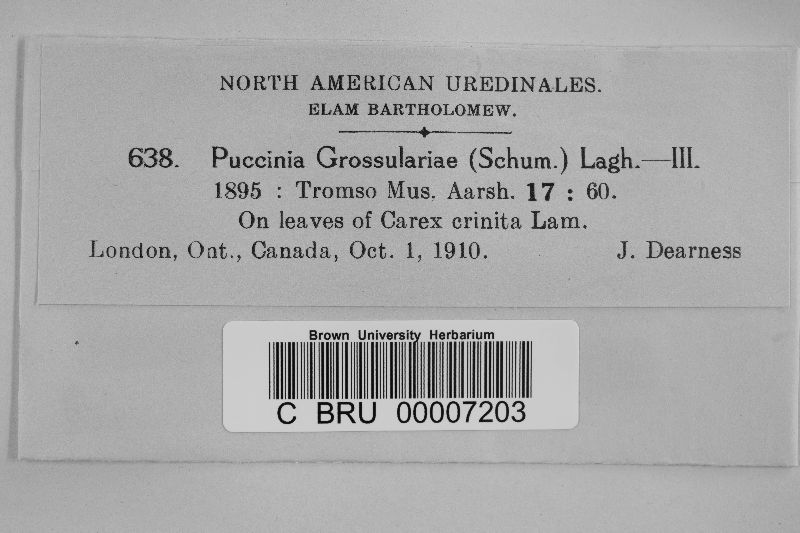 NORTH AMERICAN UREDINALES.
ELAM BARTHOLOMEW.
638. Puccinia Grossulariae (Schum.) Lagh.—III.
1895 : Tromso Mus. Aarsh. 17 : 60.
On leaves of Carex crinita Lam.
London, Ont., Canada, Oct. 1, 1910. J. Dearness
Brown University Herbarium
C BRU 00007203